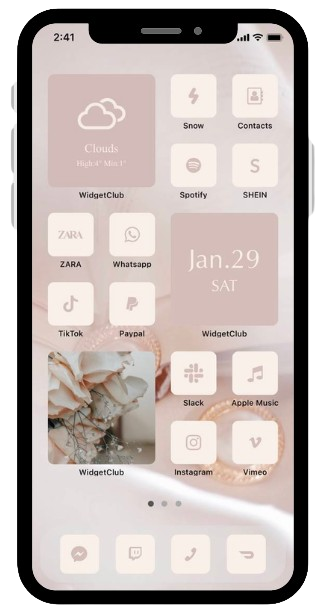 2:41
Clouds
High:4° Min:1°
WidgetClub
Snow
Contacts
Spotify
S
SHEIN
ZARA
ZARA
Whatsapp
Jan.29
SAT
WidgetClub
TikTok
Paypal
WidgetClub
Slack
Apple Music
Instagram
Vimeo